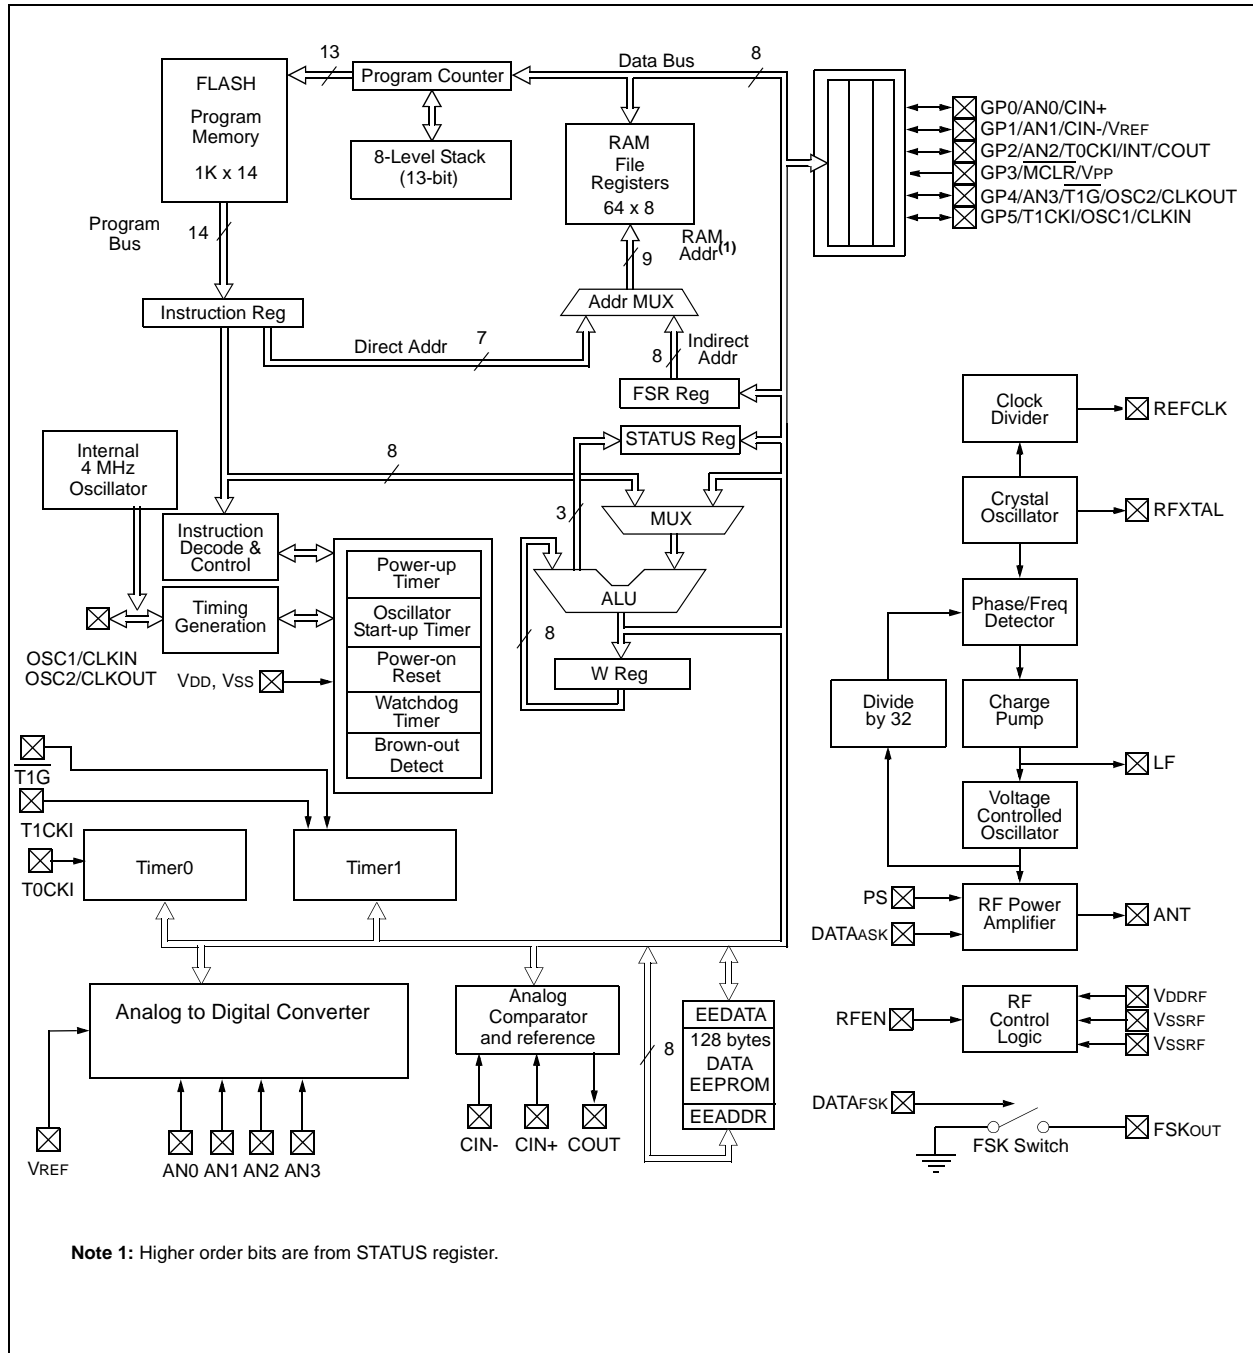 13
Data Bus
8
FLASH
Program
Memory
1K x 14
Program Counter
8-Level Stack
(13-bit)
RAM
File
Registers
64 x 8
GP0/AN0/CIN+
GP1/AN1/CIN-/VREF
GP2/AN2/T0CKI/INT/COUT
GP3/MCLR/VPP
GP4/AN3/T1G/OSC2/CLKOUT
GP5/T1CKI/OSC1/CLKIN
Program
Bus
14
RAM
Addr(1)
9
Addr MUX
Instruction Reg
Direct Addr
7
Indirect
Addr
8
FSR Reg
STATUS Reg
8
Internal
4 MHz
Oscillator
3
MUX
Instruction
Decode &
Control
Timing
Generation
OSC1/CLKIN
OSC2/CLKOUT
VDD, VSS
Power-up
Timer
Oscillator
Start-up Timer
Power-on
Reset
Watchdog
Timer
Brown-out
Detect
ALU
8
W Reg
Clock
Divider
REFCLK
Crystal
Oscillator
RFXTAL
Phase/Freq
Detector
Divide
by 32
Charge
Pump
LF
Voltage
Controlled
Oscillator
PS
DATAASK
RF Power
Amplifier
ANT
T1G
T1CKI
T0CKI
Timer0
Timer1
Analog to Digital Converter
Analog
Comparator
and reference
8
EEDATA
128 bytes
DATA
EEPROM
EEADDR
RFEN
RF
Control
Logic
VDDRF
VSSRF
VSSRF
DATAFSK
FSK Switch
FSKOUT
VREF
AN0 AN1 AN2 AN3
CIN- CIN+ COUT
Note 1: Higher order bits are from STATUS register.